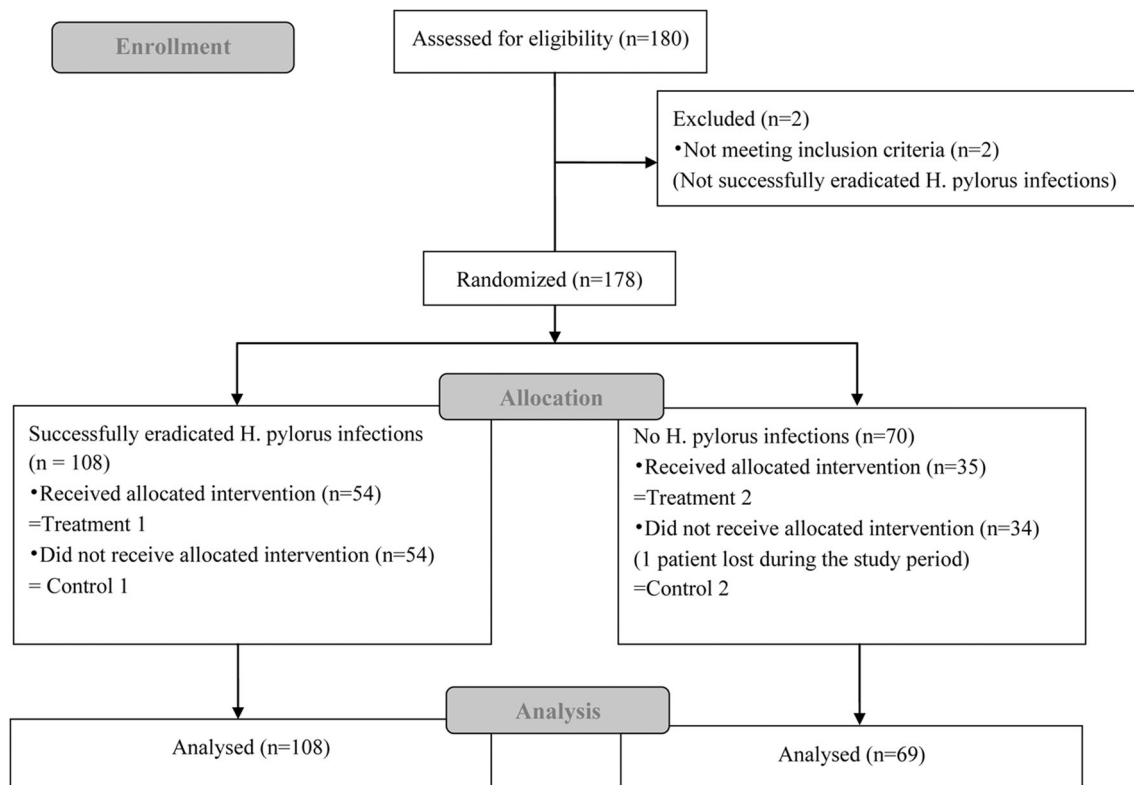 Enrollment
Assessed for eligibility (n=180)
Excluded (n=2)
•Not meeting inclusion criteria (n=2)
(Not successfully eradicated H. pylorus infections)
Randomized (n=178)
Allocation
Successfully eradicated H. pylorus infections
(n = 108)
•Received allocated intervention (n=54)
=Treatment 1
•Did not receive allocated intervention (n=54)
= Control 1
No H. pylorus infections (n=70)
•Received allocated intervention (n=35)
=Treatment 2
•Did not receive allocated intervention (n=34)
(1 patient lost during the study period)
=Control 2
Analysis
Analysed (n=108)
Analysed (n=69)